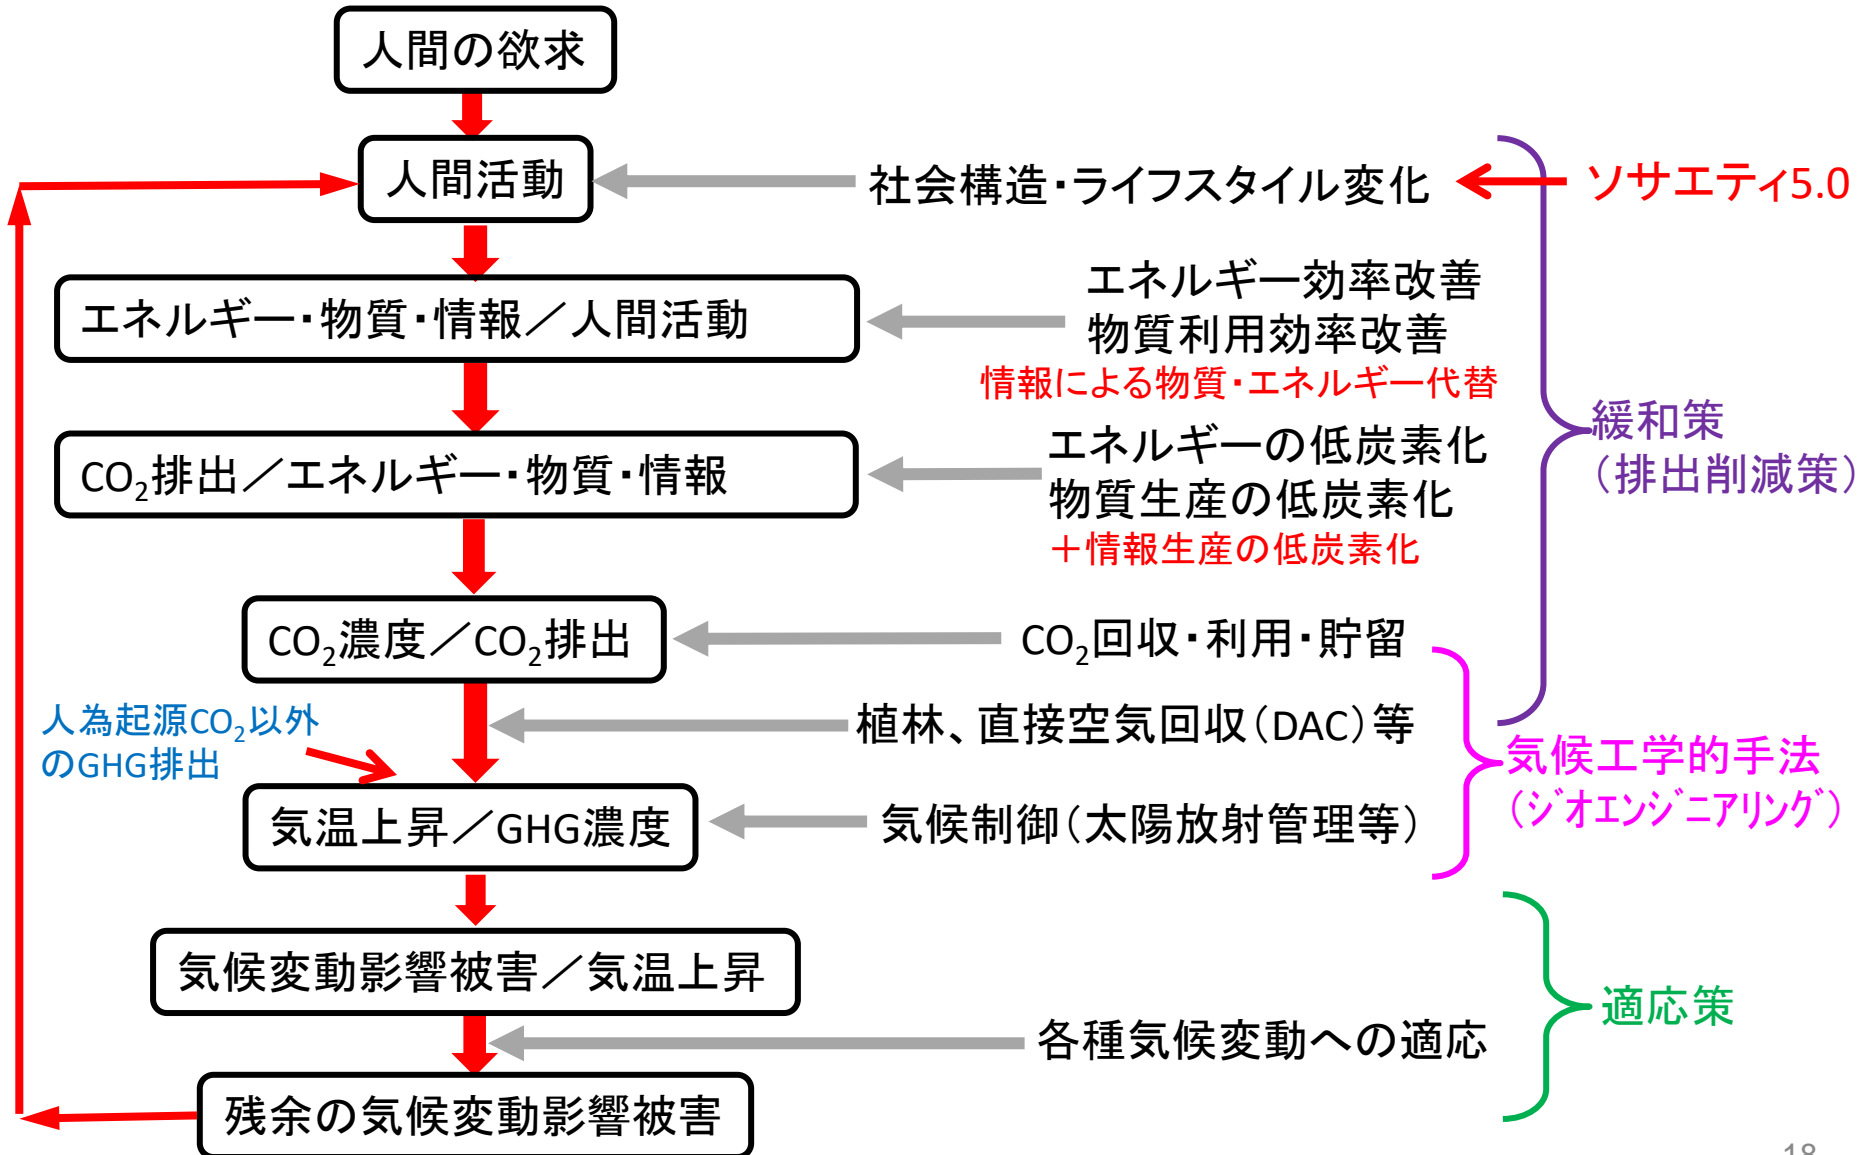 人間の欲求
人間活動
社会構造・ライフスタイル変化
ソサエティ5.0
エネルギー・物質・情報／人間活動
エネルギー効率改善
物質利用効率改善
情報による物質・エネルギー代替
緩和策
（排出削減策）
CO₂排出／エネルギー・物質・情報
エネルギーの低炭素化
物質生産の低炭素化
＋情報生産の低炭素化
CO₂濃度／CO₂排出
CO₂回収・利用・貯留
人為起源CO₂以外
のGHG排出
植林、直接空気回収（DAC）等
気候工学的手法
（ｼﾞｵｴﾝｼﾞﾆｱﾘﾝｸﾞ）
気温上昇／GHG濃度
気候制御（太陽放射管理等）
気候変動影響被害／気温上昇
適応策
各種気候変動への適応
残余の気候変動影響被害
18